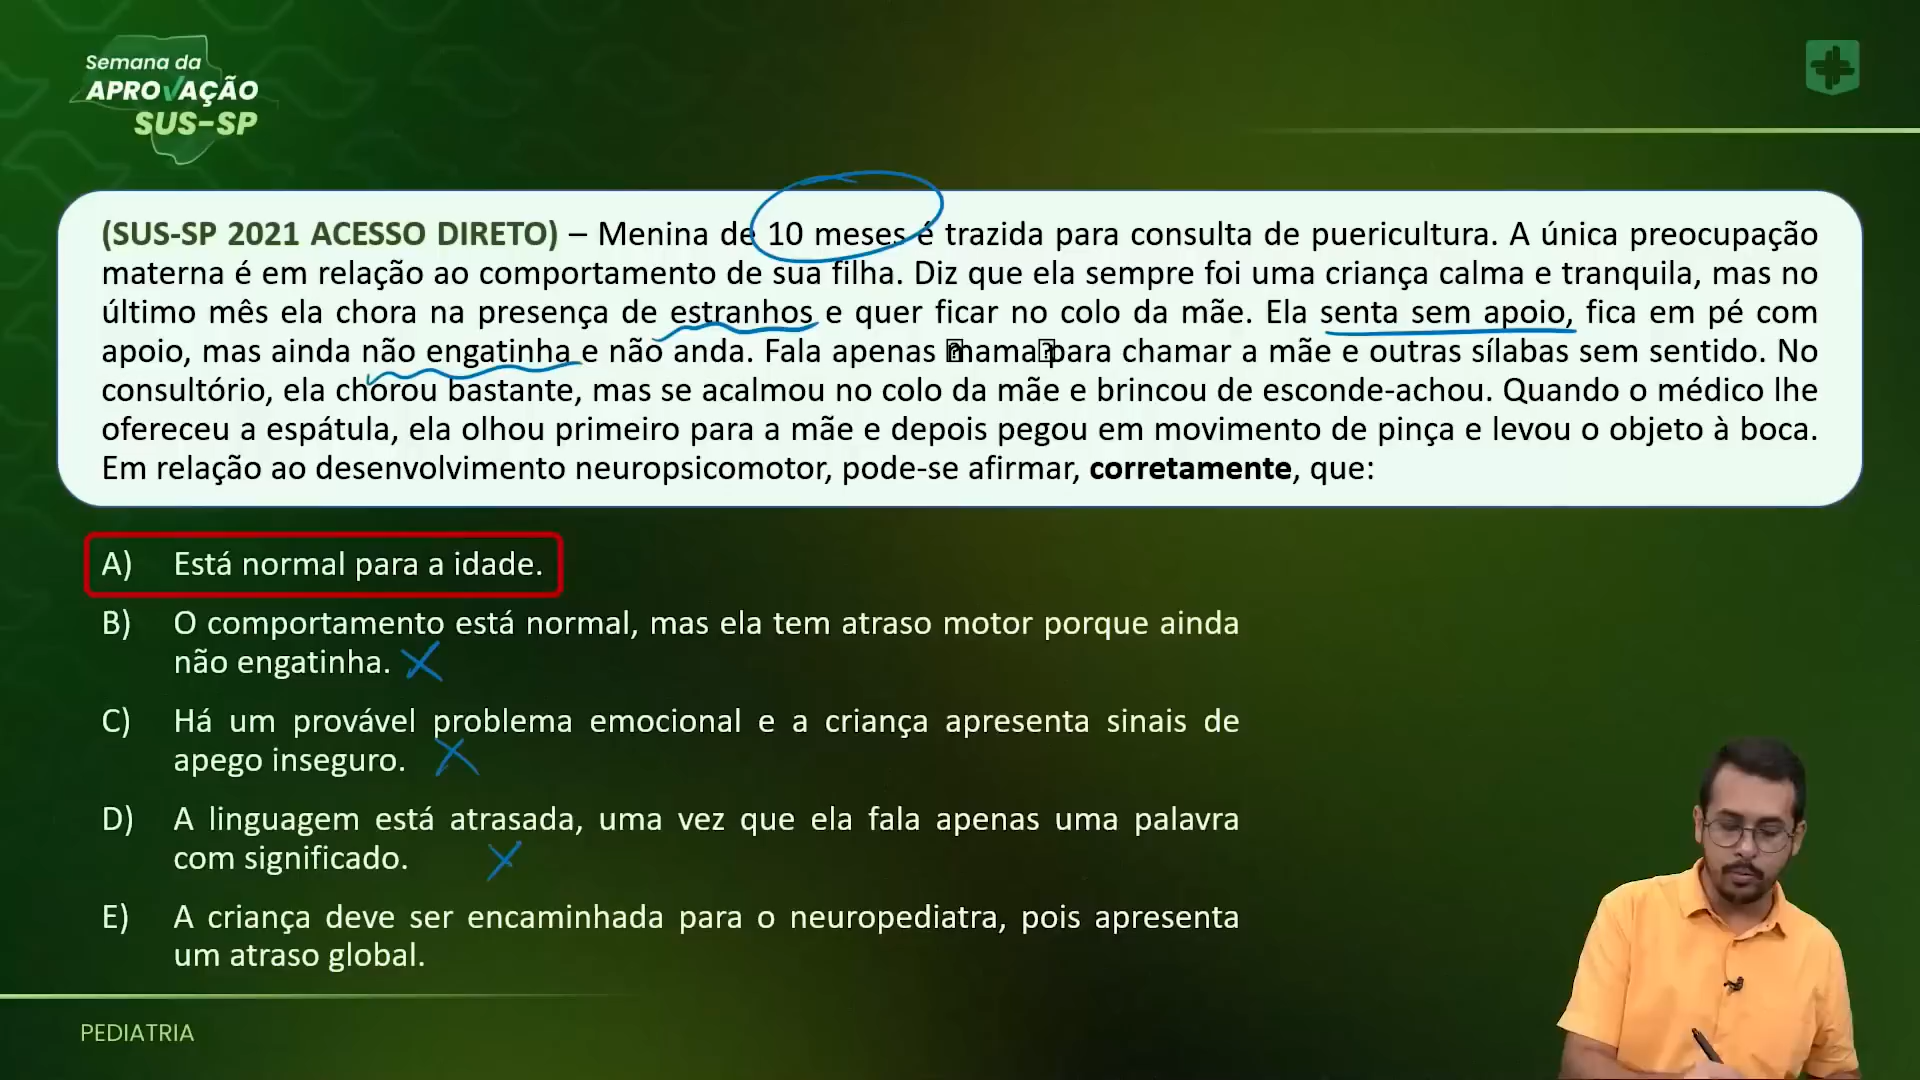 Semana da
APROVAÇÃO
SUS-SP
(SUS-SP 2021 ACESSO DIRETO) – Menina de 10 meses é trazida para consulta de puericultura. A única preocupação
materna é em relação ao comportamento de sua filha. Diz que ela sempre foi uma criança calma e tranquila, mas no
último mês ela chora na presença de estranhos e quer ficar no colo da mãe. Ela senta sem apoio, fica em pé com
apoio, mas ainda não engatinha e não anda. Fala apenas mama para chamar a mãe e outras sílabas sem sentido. No
consultório, ela chorou bastante, mas se acalmou no colo da mãe e brincou de esconde-achou. Quando o médico lhe
ofereceu a espátula, ela olhou primeiro para a mãe e depois pegou em movimento de pinça e levou o objeto à boca.
Em relação ao desenvolvimento neuropsicomotor, pode-se afirmar, corretamente, que:
A) Está normal para a idade.
B) O comportamento está normal, mas ela tem atraso motor porque ainda
não engatinha.
C) Há um provável problema emocional e a criança apresenta sinais de
apego inseguro.
D) A linguagem está atrasada, uma vez que ela fala apenas uma palavra
com significado.
E) A criança deve ser encaminhada para o neuropediatra, pois apresenta
um atraso global.
PEDIATRIA